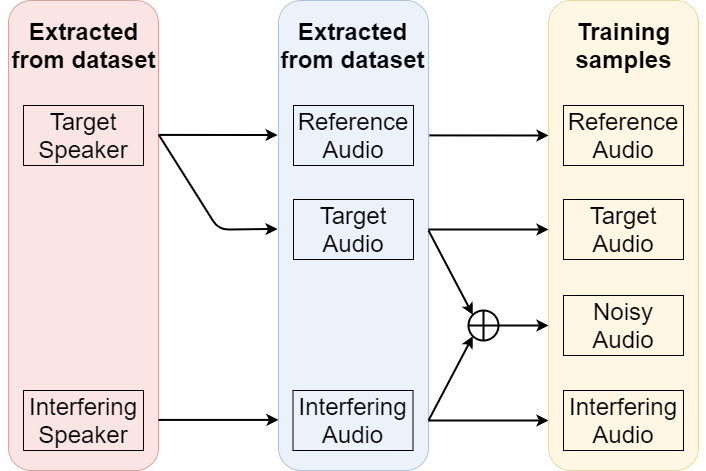 Extracted
from dataset
Target
Speaker
Interfering
Speaker
Extracted
from dataset
Reference
Audio
Target
Audio
Interfering
Audio
Training
samples
Reference
Audio
Target
Audio
Noisy
Audio
Interfering
Audio